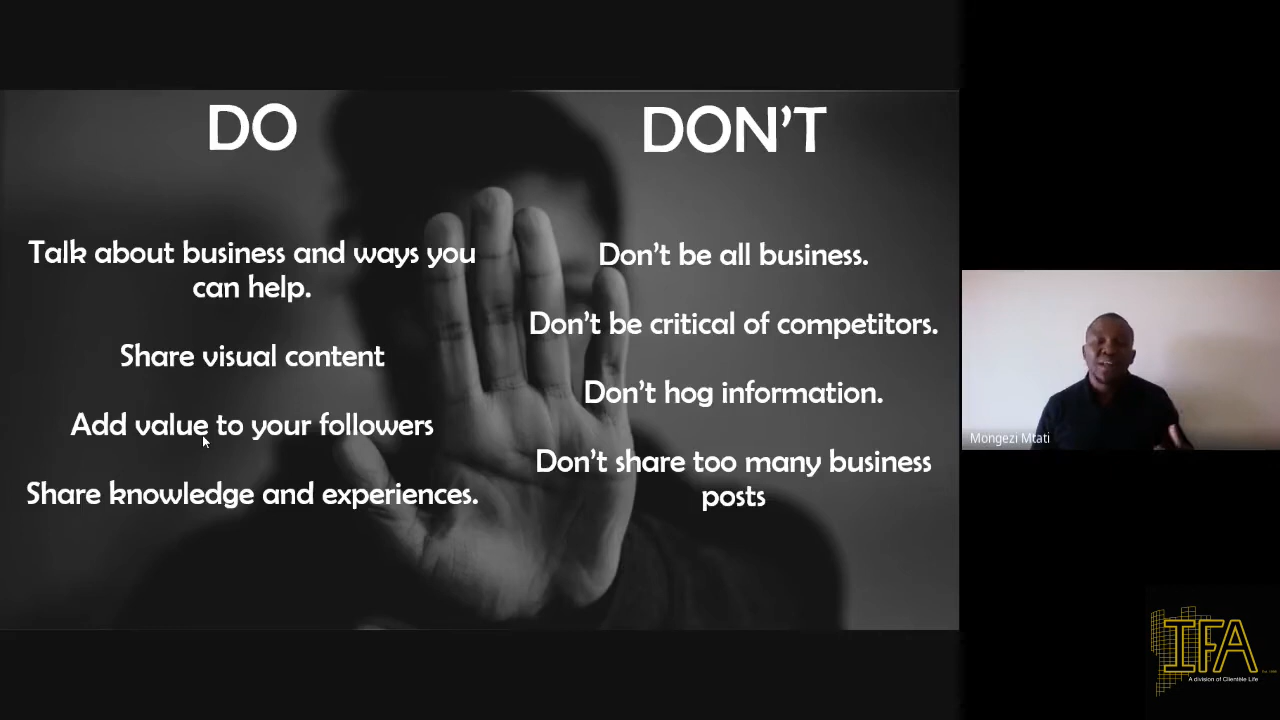 DO
Talk about business and ways you
can help.
Share visual content
Add value to your followers
Share knowledge and experiences.
DON'T
Don't be all business.
Don't be critical of competitors.
Don't hog information.
Don't share too many business
posts
Mongezi Mtati
IFA
A division of Clientèle Life